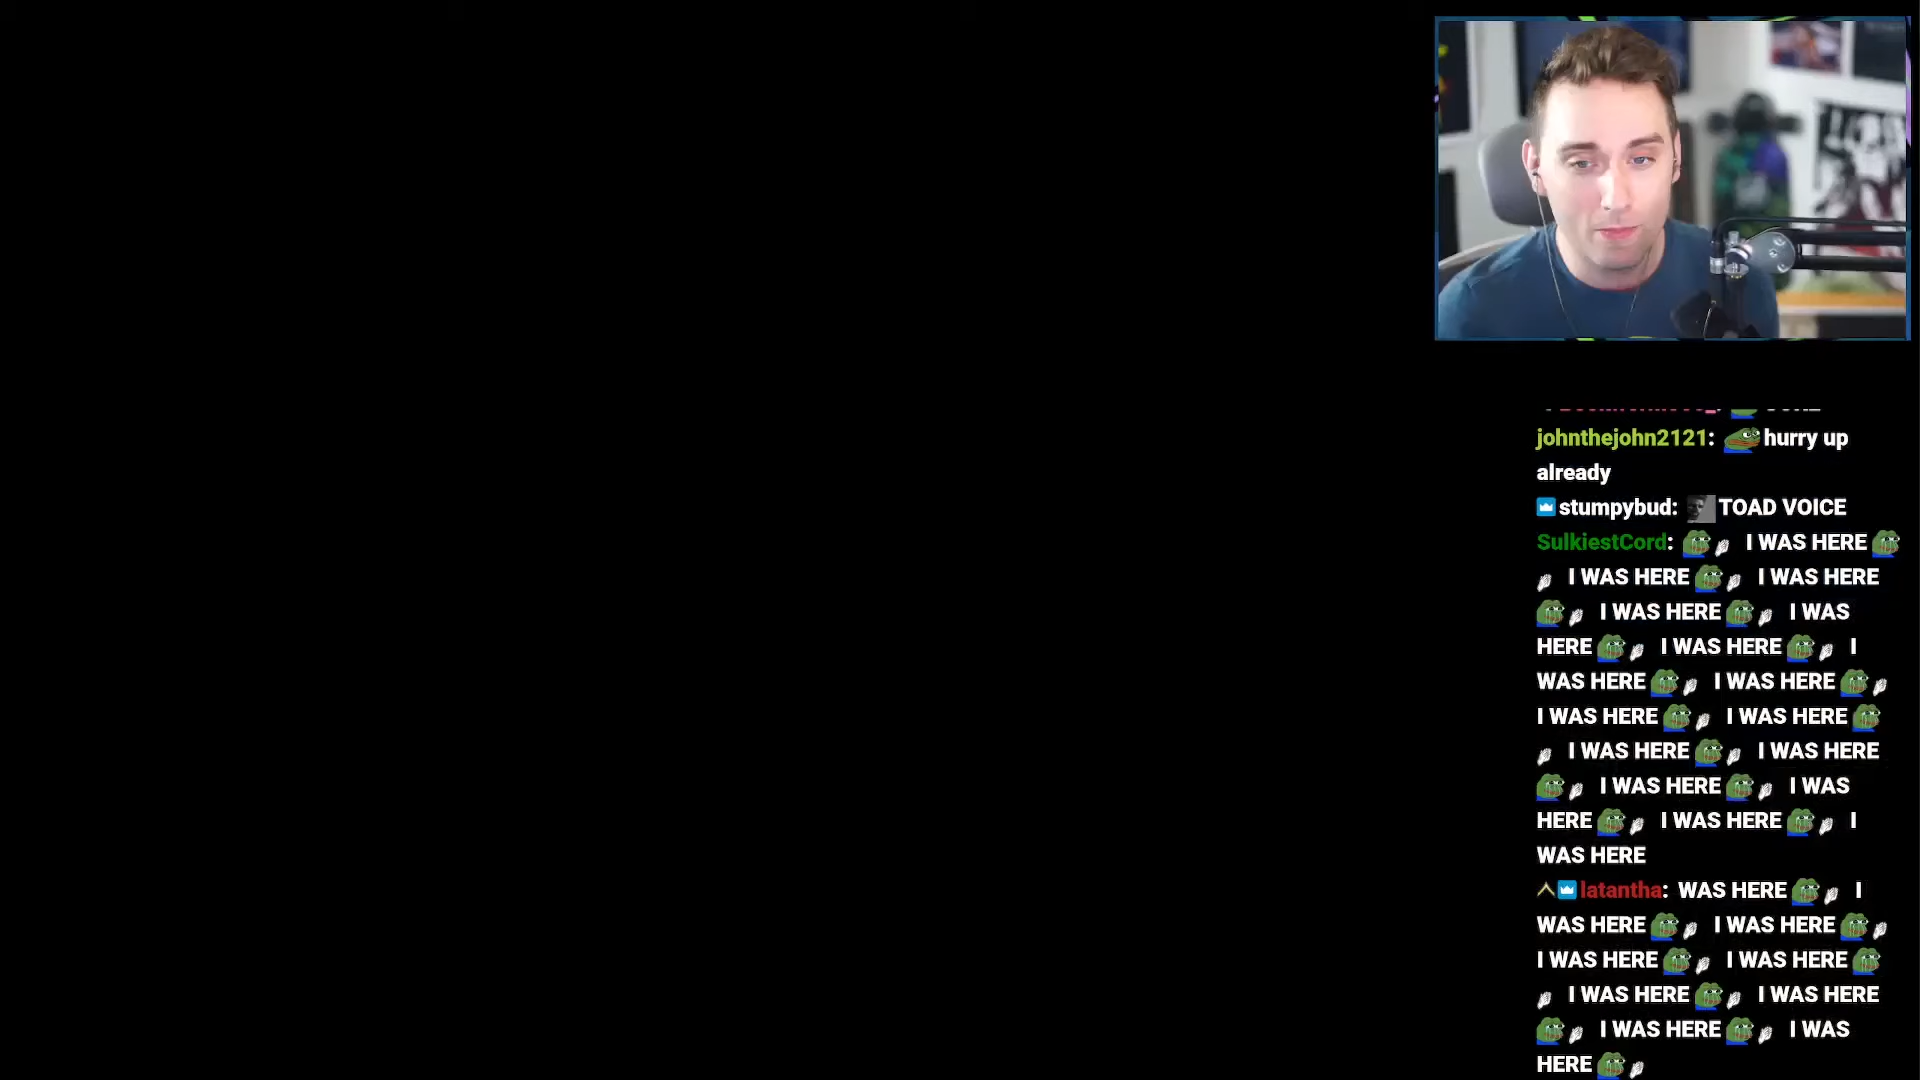 johnthejohn2121: hurry up
already
stumpybud: TOAD VOICE
SulkiestCord: I WAS HERE
I WAS HERE I WAS HERE
I WAS HERE I WAS
HERE I WAS HERE I
WAS HERE I WAS HERE
I WAS HERE I WAS HERE
I WAS HERE I WAS HERE
I WAS HERE I WAS
HERE I WAS HERE I
WAS HERE
latantha: WAS HERE I
WAS HERE I WAS HERE
I WAS HERE I WAS HERE
I WAS HERE I WAS HERE
I WAS HERE I WAS
HERE